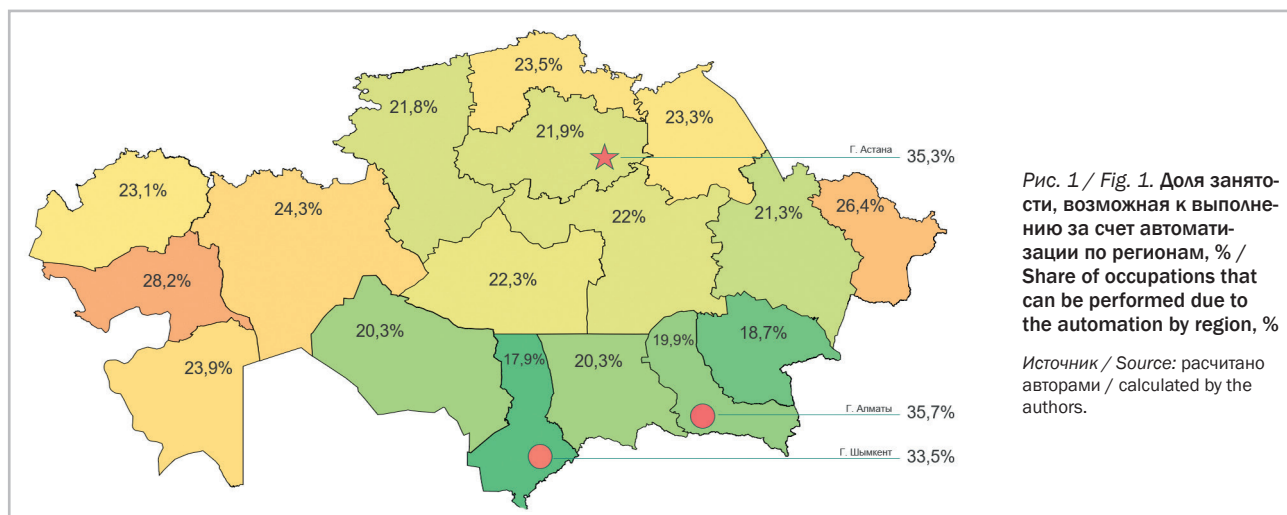 23,5%
21,8%
23,3%
21,9%
Г. Астана
35,3%
23,1%
24,3%
22%
21,3%
26,4%
28,2%
22,3%
20,3%
17,9%
20,3%
19,9%
18,7%
23,9%
Г. Алматы
35,7%
Г. Шымкент
33,5%
Рис. 1 / Fig. 1. Доля занято-
сти, возможная к выполне-
нию за счет автомати-
зации по регионам, % /
Share of occupations that
can be performed due to
the automation by region, %
Источник / Source: расчитано
авторами / calculated by the
authors.